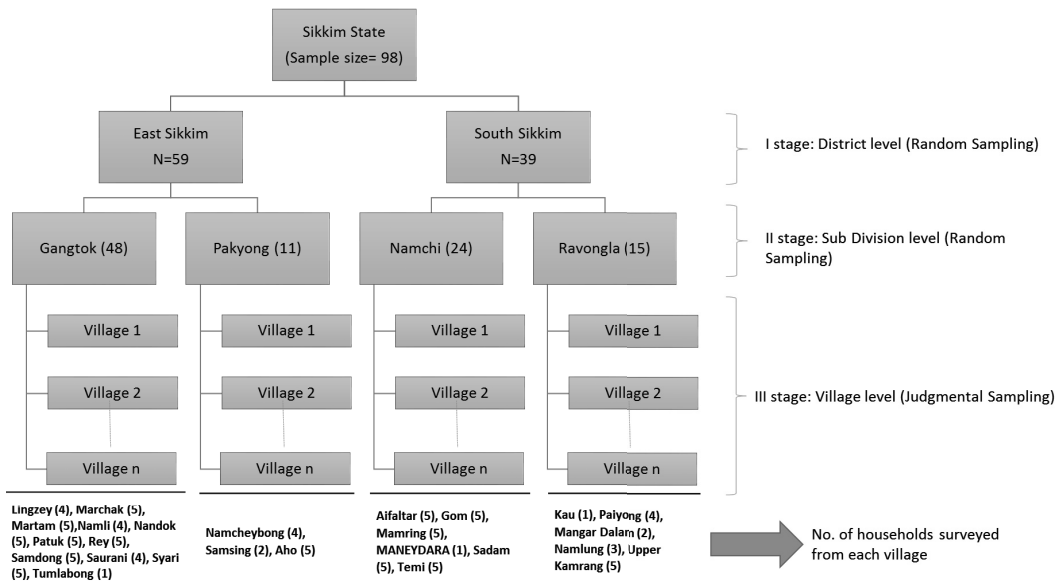 Sikkim State
(Sample size= 98)
East Sikkim
N=59
South Sikkim
N=39
I stage: District level (Random Sampling)
Gangtok (48)
Pakyong (11)
Namchi (24)
Ravongla (15)
II stage: Sub Division level (Random
Sampling)
Village 1
Village 1
Village 1
Village 1
Village 2
Village 2
Village 2
Village 2
III stage: Village level (Judgmental Sampling)
Village n
Village n
Village n
Village n
Lingzey (4), Marchak (5),
Martam (5),Namli (4), Nandok
(5), Patuk (5), Rey (5),
Samdong (5), Saurani (4), Syari
(5), Tumlabong (1)
Namcheybong (4),
Samsing (2), Aho (5)
Aifaltar (5), Gom (5),
Mamring (5),
MANEYDARA (1), Sadam
(5), Temi (5)
Kau (1), Paiyong (4),
Mangar Dalam (2),
Namlung (3), Upper
Kamrang (5)
No. of households surveyed
from each village